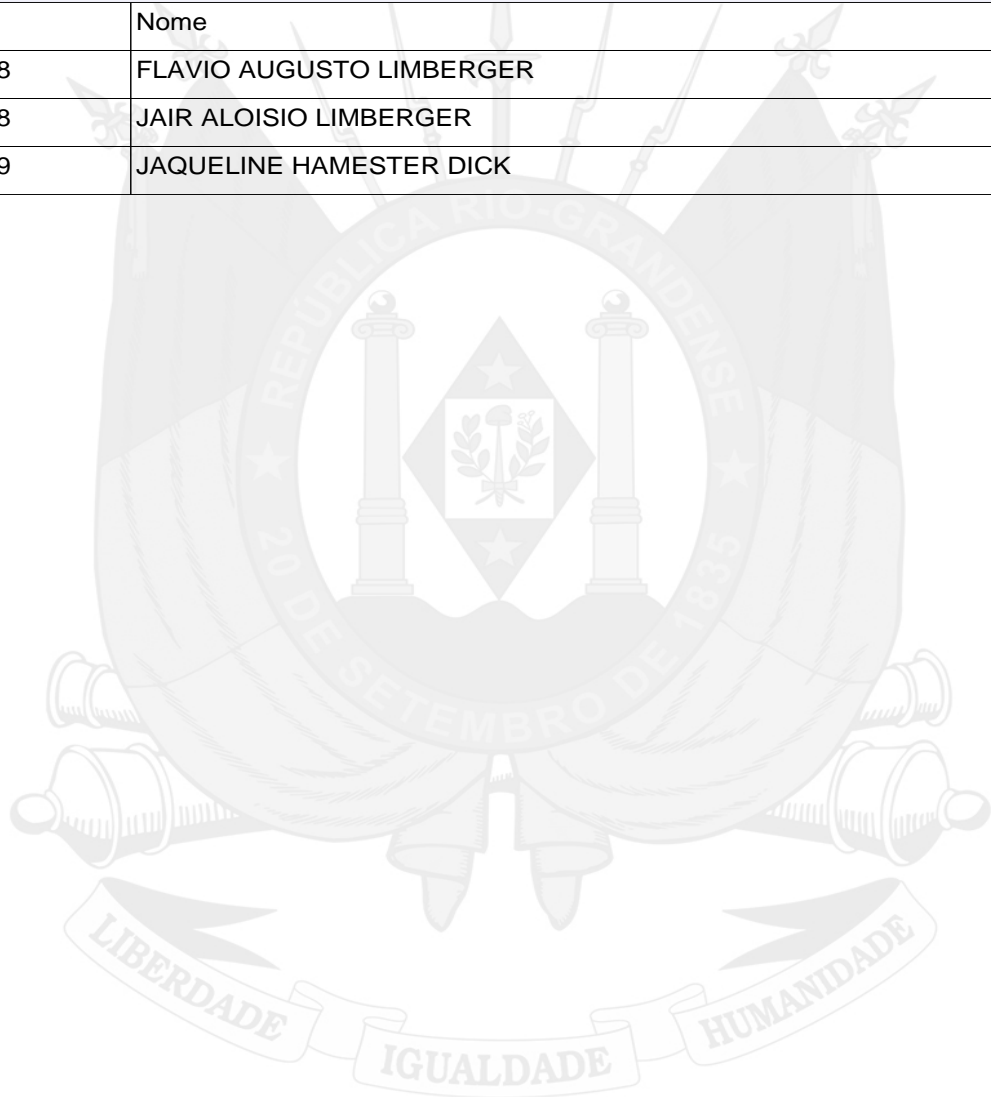 Nome
8 FLAVIO AUGUSTO LIMBERGER
8 JAIR ALOISIO LIMBERGER
9 JAQUELINE HAMESTER DICK
REPÚBLICA RIO-GRANDENSE
20 DE SETEMBRO DE 1835
LIBERDADE IGUALDADE HUMANIDADE